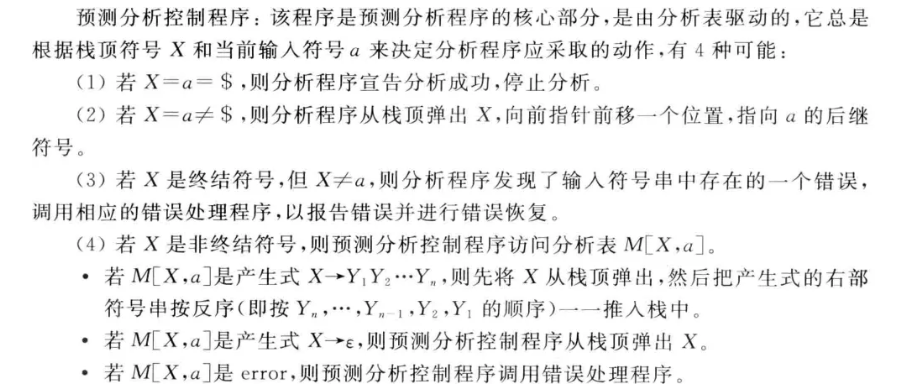 预测分析控制程序：该程序是预测分析程序的核心部分，是由分析表驱动的，它总是
根据栈顶符号 X 和当前输入符号 a 来决定分析程序应采取的动作，有 4 种可能：
（1）若 X=a=$，则分析程序宣告分析成功，停止分析。
（2）若 X=a≠$，则分析程序从栈顶弹出 X，向前指针前移一个位置，指向 a 的后继
符号。
（3）若 X 是终结符号，但 X≠a，则分析程序发现了输入符号串中存在的一个错误，
调用相应的错误处理程序，以报告错误并进行错误恢复。
（4）若 X 是非终结符号，则预测分析控制程序访问分析表 M[X,a]。
• 若 M[X,a]是产生式 X→Y₁Y₂…Yₙ，则先将 X 从栈顶弹出，然后把产生式的右部
符号串按反序（即按 Yₙ,…,Yₙ₋₁,Y₂,Y₁ 的顺序）一一推入栈中。
• 若 M[X,a]是产生式 X→ε，则预测分析控制程序从栈顶弹出 X。
• 若 M[X,a]是 error，则预测分析控制程序调用错误处理程序。